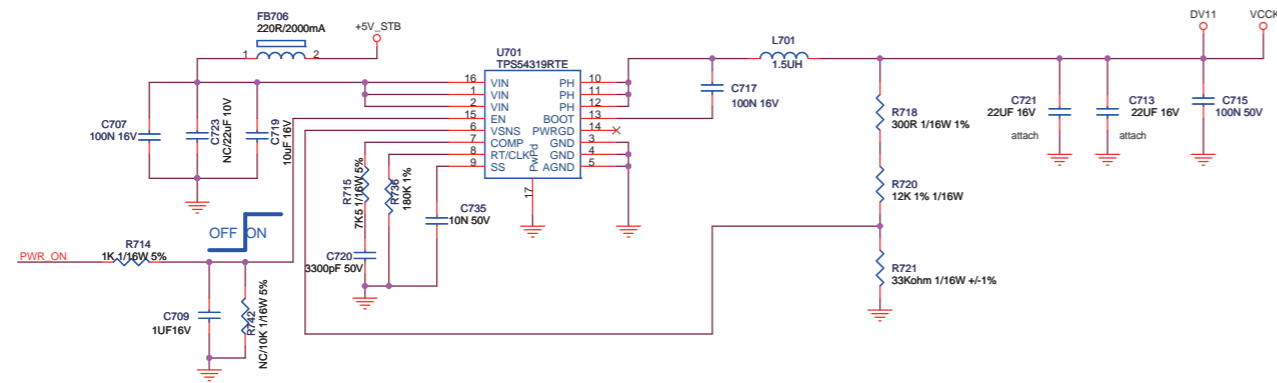 FB706
220R/2000mA
+5V_STB
1
2
U701
TPS54319RTE
16
1
2
15
6
7
8
9
VIN
VIN
VIN
EN
VSNS
COMP
RT/CLK
SS
PH
PH
PH
BOOT
PWRGD
GND
GND
AGND
PwPd
10
11
12
13
14
3
4
5
17
L701
1.5UH
DV11
VCCK
C717
100N 16V
C707
100N 16V
C723
NC/22uF 10V
C719
10uF 16V
R718
300R 1/16W 1%
C721
22UF 16V
attach
C713
22UF 16V
attach
C715
100N 50V
R715
7K5 1/16W 5%
R736
180K 1%
C735
10N 50V
R720
12K 1% 1/16W
C720
3300pF 50V
OFF ON
PWR_ON
R714
1K 1/16W 5%
R721
33Kohm 1/16W +/-1%
C709
1UF16V
R742
NC/10K 1/16W 5%